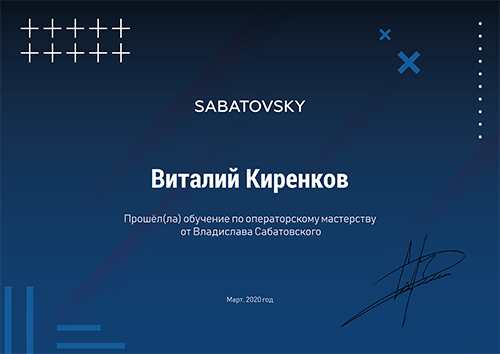 SABATOVSKY
Виталий Киренков
Прошёл(ла) обучение по операторскому мастерству
от Владислава Сабатовского
Март, 2020 год